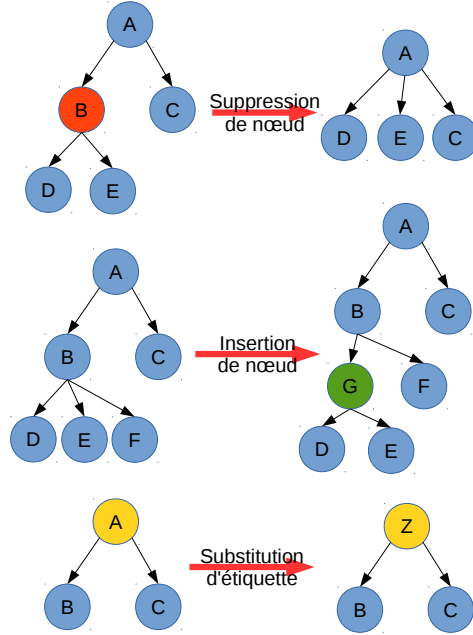 A
B
C
D
E
Suppression
de nœud
A
D
E
C
A
B
C
D
E
F
Insertion
de nœud
A
B
C
G
F
D
E
A
B
C
Substitution
d'étiquette
Z
B
C